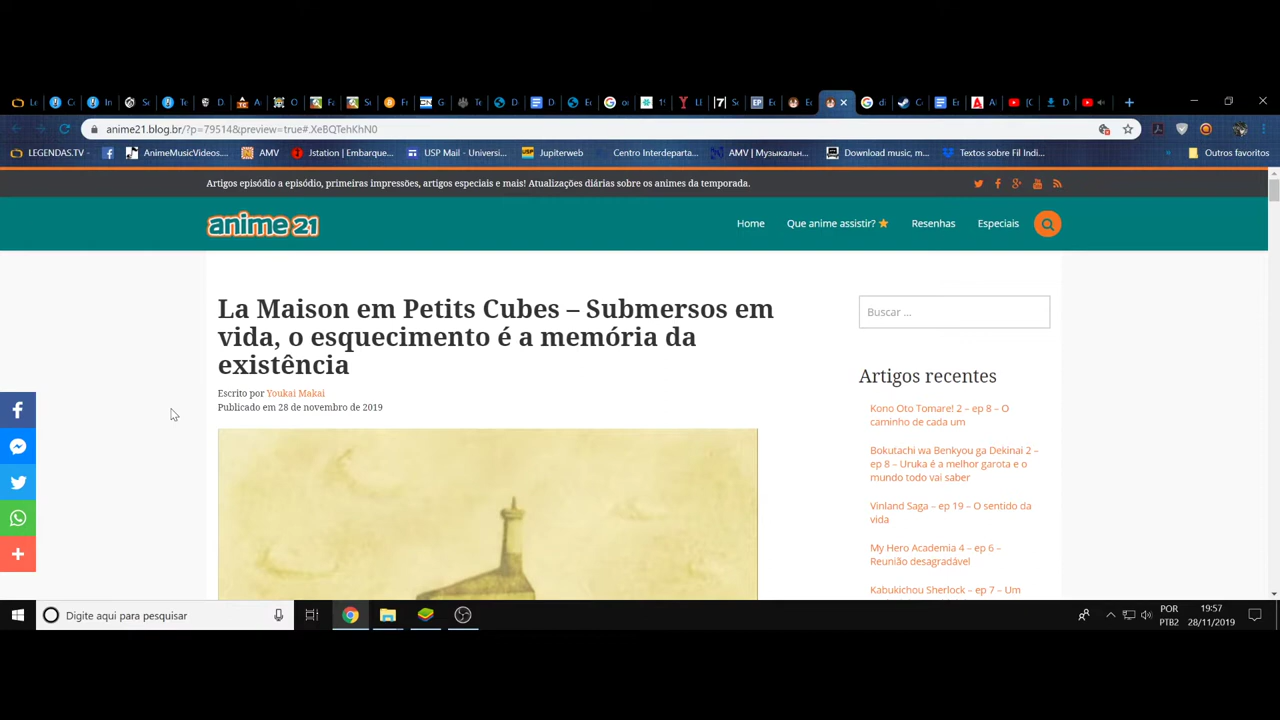 anime21.blog.br/?p=79514&preview=true#.XeBQTehKhN0
LEGENDAS.TV
AnimeMusicVideos....
AMV
Jstation | Embarque...
USP Mail - Universi...
Jupiterweb
Centro Interdeparta...
AMV | Музыкальн...
Download music, m...
Textos sobre Fil Indi...
»
Outros favoritos
Artigos episódio a episódio, primeiras impressões, artigos especiais e mais! Atualizações diárias sobre os animes da temporada.
anime 21
Home
Que anime assistir?
Resenhas
Especiais
La Maison em Petits Cubes – Submersos em
vida, o esquecimento é a memória da
existência
Escrito por Youkai Makai
Publicado em 28 de novembro de 2019
Buscar ...
Artigos recentes
Kono Oto Tomare! 2 – ep 8 – O
caminho de cada um
Bokutachi wa Benkyou ga Dekinai 2 –
ep 8 – Uruka é a melhor garota e o
mundo todo vai saber
Vinland Saga – ep 19 – O sentido da
vida
My Hero Academia 4 – ep 6 –
Reunião desagradável
Kabukichou Sherlock – ep 7 – Um
Digite aqui para pesquisar
POR
PTB2
19:57
28/11/2019